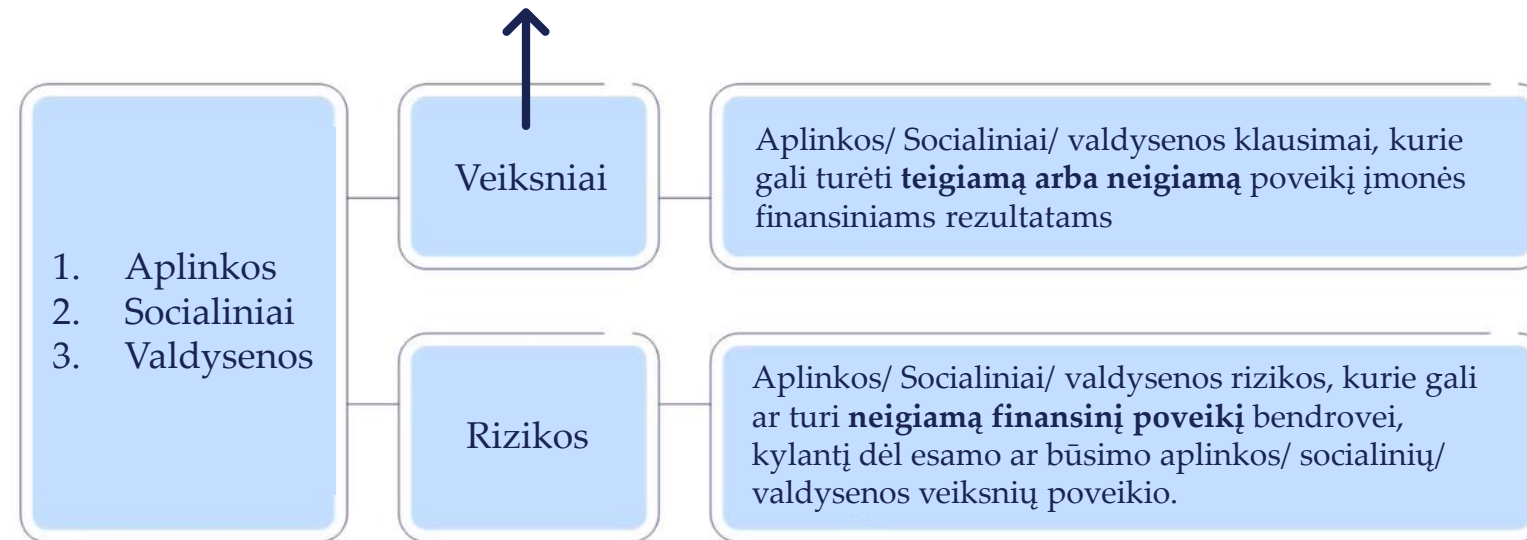 1. Aplinkos
2. Socialiniai
3. Valdysenos
Veiksniai
Aplinkos/ Socialiniai/ valdysenos klausimai, kurie
gali turėti teigiamą arba neigiamą poveikį įmonės
finansiniams rezultatams
Rizikos
Aplinkos/ Socialiniai/ valdysenos rizikos, kurie gali
ar turi neigiamą finansinį poveikį bendrovei,
kylantį dėl esamo ar būsimo aplinkos/ socialinių/
valdysenos veiksnių poveikio.